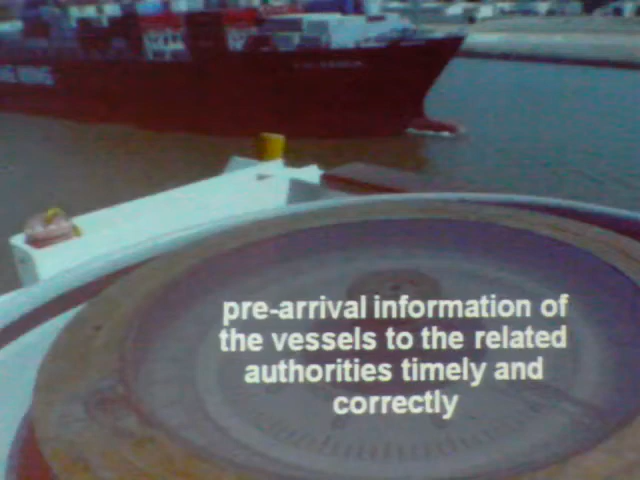 pre-arrival information of
the vessels to the related
authorities timely and
correctly